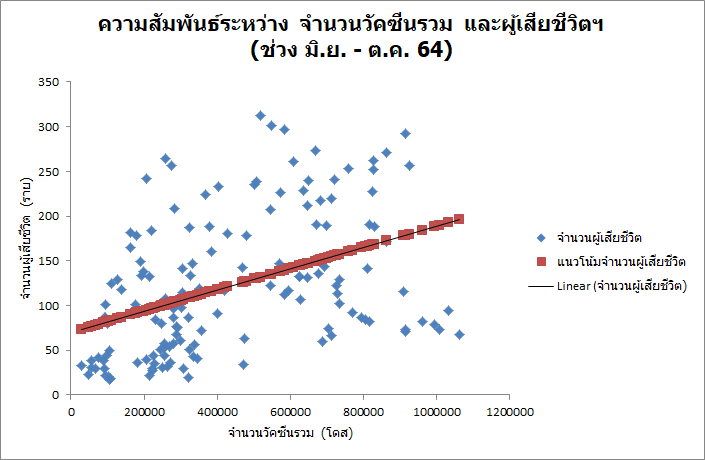 ความสัมพันธ์ระหว่าง จำนวนวัคซีนรวม และผู้เสียชีวิตฯ
(ช่วง มิ.ย. - ต.ค. 64)
350
300
250
200
150
100
50
0
จำนวนผู้เสียชีวิต (ราย)
0 200000 400000 600000 800000 1000000 1200000
จำนวนวัคซีนรวม (โดส)
จำนวนผู้เสียชีวิต
แนวโน้มจำนวนผู้เสียชีวิต
Linear (จำนวนผู้เสียชีวิต)